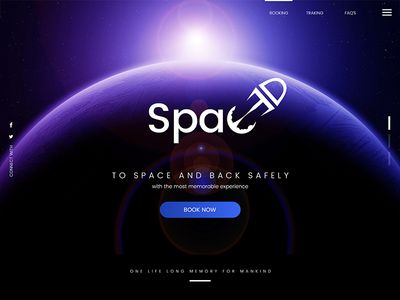 BOOKING TRAKING FAQ'S
Spac
TO SPACE AND BACK SAFELY
with the most memorable experience
BOOK NOW
CONNECT WITH
ONE LIFE LONG MEMORY FOR MANKIND